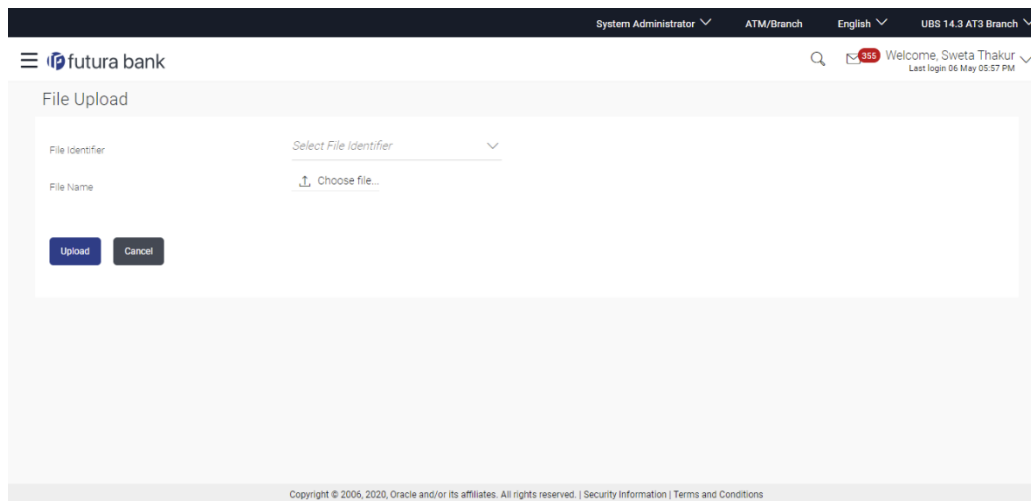 System Administrator ATM/Branch English UBS 14.3 AT3 Branch
futura bank 355 Welcome, Sweta Thakur
Last login 06 May 05:57 PM
File Upload
File Identifier Select File Identifier
File Name Choose file...
Upload Cancel
Copyright © 2006, 2020, Oracle and/or its affiliates. All rights reserved. | Security Information | Terms and Conditions